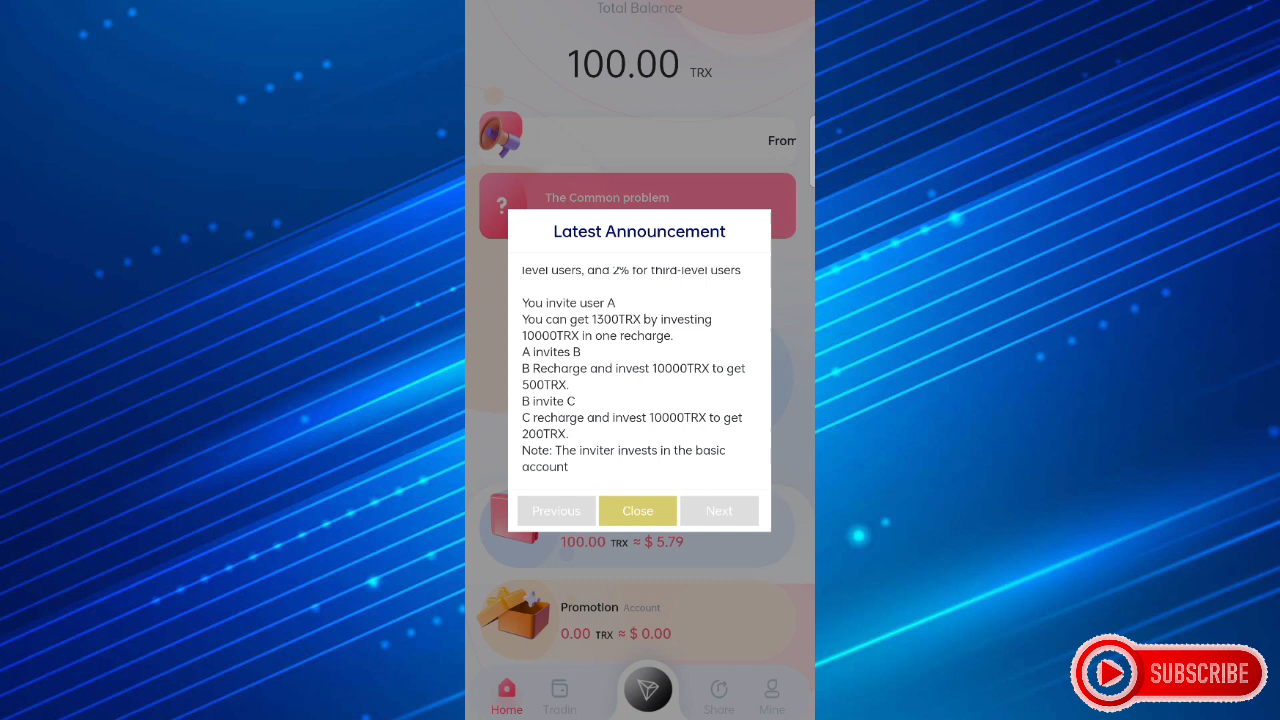 Total Balance
100.00 TRX
From
?
The Common problem
Latest Announcement
level users, and 2% for third-level users
You invite user A
You can get 1300TRX by investing
10000TRX in one recharge.
A invites B
B Recharge and invest 10000TRX to get
500TRX.
B invite C
C recharge and invest 10000TRX to get
200TRX.
Note: The inviter invests in the basic
account
Previous Close Next
100.00 TRX ≈ $ 5.79
Promotion Account
0.00 TRX ≈ $ 0.00
Home Tradin Share Mine
SUBSCRIBE